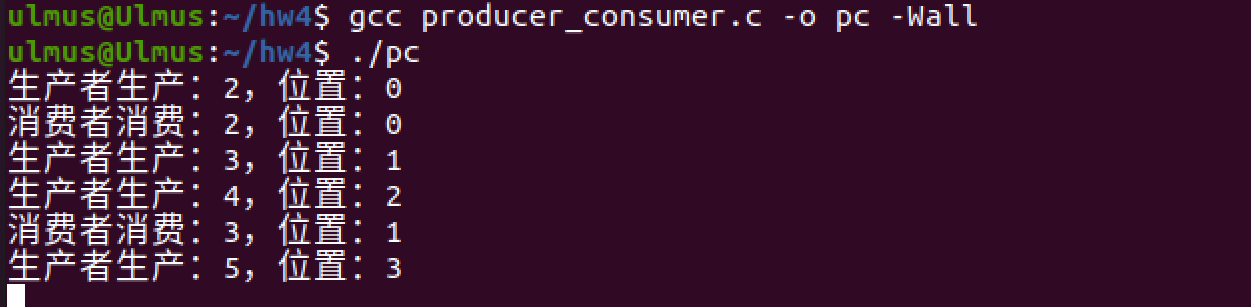 ulmus@Ulmus:~/hw4$ gcc producer_consumer.c -o pc -Wall
ulmus@Ulmus:~/hw4$ ./pc
生产者生产：2，位置：0
消费者消费：2，位置：0
生产者生产：3，位置：1
生产者生产：4，位置：2
消费者消费：3，位置：1
生产者生产：5，位置：3